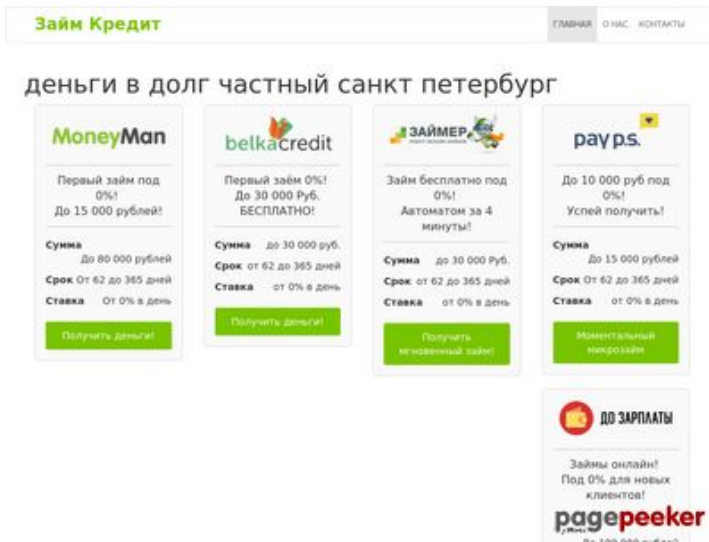 Займ Кредит
ГЛАВНАЯ О НАС КОНТАКТЫ
деньги в долг частный санкт петербург
MoneyMan
Первый займ под
0%!
До 15 000 рублей!
Сумма
До 80 000 рублей
Срок От 62 до 365 дней
Ставка От 0% в день
Получить деньги!
belkacredit
Первый заём 0%!
До 30 000 Руб.
БЕСПЛАТНО!
Сумма до 30 000 руб.
Срок от 62 до 365 дней
Ставка от 0% в день
Получить деньги!
ЗАЙМЕР
Займ бесплатно под
0%!
Автоматом за 4
минуты!
Сумма до 30 000 Руб.
Срок от 62 до 365 дней
Ставка от 0% в день
Получить
мгновенный займ!
pay p.s.
До 10 000 руб под
0%!
Успей получить!
Сумма
До 15 000 рублей
Срок От 62 до 365 дней
Ставка От 0% в день
Моментальный
микрозайм
ДО ЗАРПЛАТЫ
Займы онлайн!
Под 0% для новых
клиентов!
pagepeeker
До 100 000 рублей